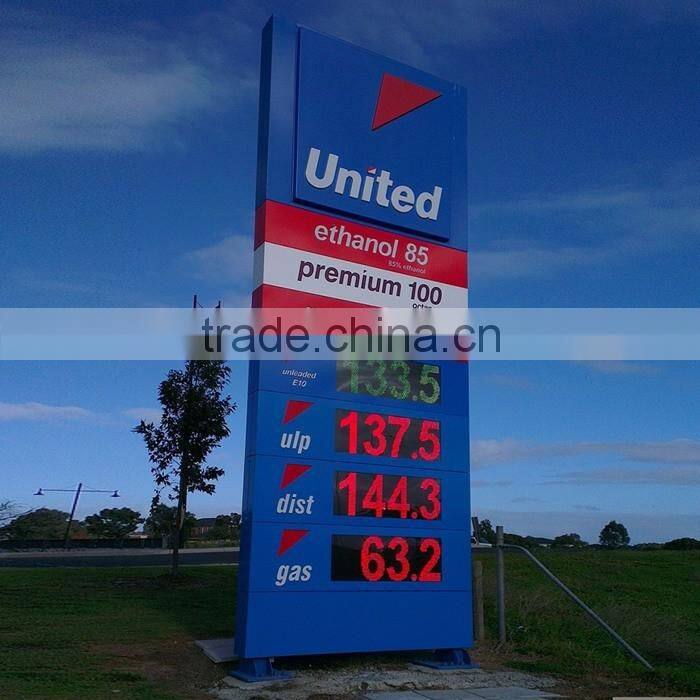 United
ethanol 85
85% ethanol
premium 100
trade.china.cn
unleaded
E10
133.5
ulp
137.5
dist
144.3
gas
63.2